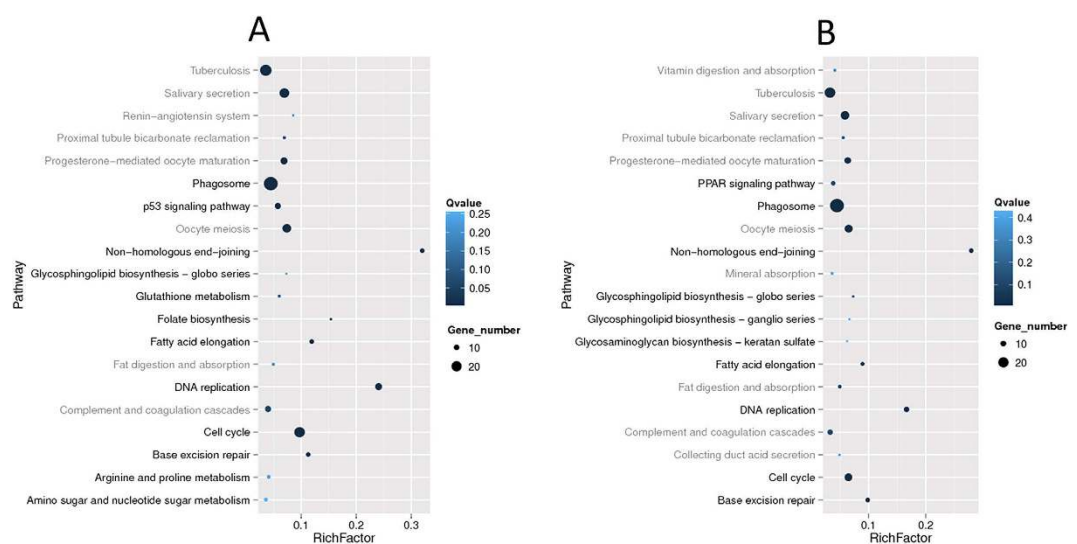 A
Tuberculosis
Salivary secretion
Renin−angiotensin system
Proximal tubule bicarbonate reclamation
Progesterone−mediated oocyte maturation
Phagosome
p53 signaling pathway
Oocyte meiosis
Non−homologous end−joining
Glycosphingolipid biosynthesis − globo series
Glutathione metabolism
Folate biosynthesis
Fatty acid elongation
Fat digestion and absorption
DNA replication
Complement and coagulation cascades
Cell cycle
Base excision repair
Arginine and proline metabolism
Amino sugar and nucleotide sugar metabolism
Pathway
0.1 0.2 0.3
RichFactor
Qvalue
0.25
0.20
0.15
0.10
0.05
Gene_number
10
20
B
Vitamin digestion and absorption
Tuberculosis
Salivary secretion
Proximal tubule bicarbonate reclamation
Progesterone−mediated oocyte maturation
PPAR signaling pathway
Phagosome
Oocyte meiosis
Non−homologous end−joining
Mineral absorption
Glycosphingolipid biosynthesis − globo series
Glycosphingolipid biosynthesis − ganglio series
Glycosaminoglycan biosynthesis − keratan sulfate
Fatty acid elongation
Fat digestion and absorption
DNA replication
Complement and coagulation cascades
Collecting duct acid secretion
Cell cycle
Base excision repair
Pathway
0.1 0.2
RichFactor
Qvalue
0.4
0.3
0.2
0.1
Gene_number
10
20